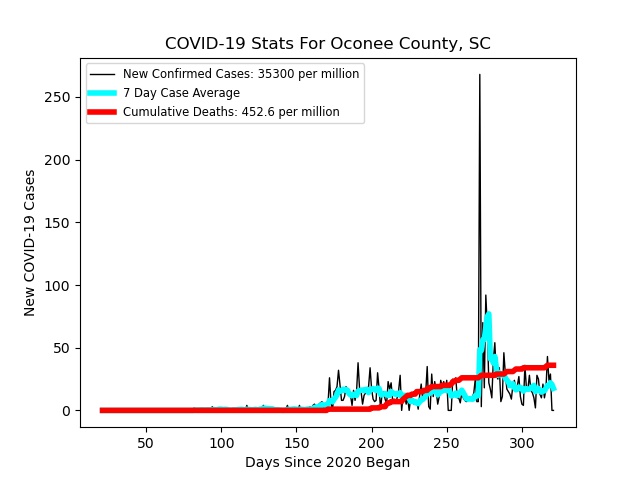 COVID-19 Stats For Oconee County, SC
New Confirmed Cases: 35300 per million
7 Day Case Average
Cumulative Deaths: 452.6 per million
New COVID-19 Cases
250
200
150
100
50
0
50 100 150 200 250 300
Days Since 2020 Began